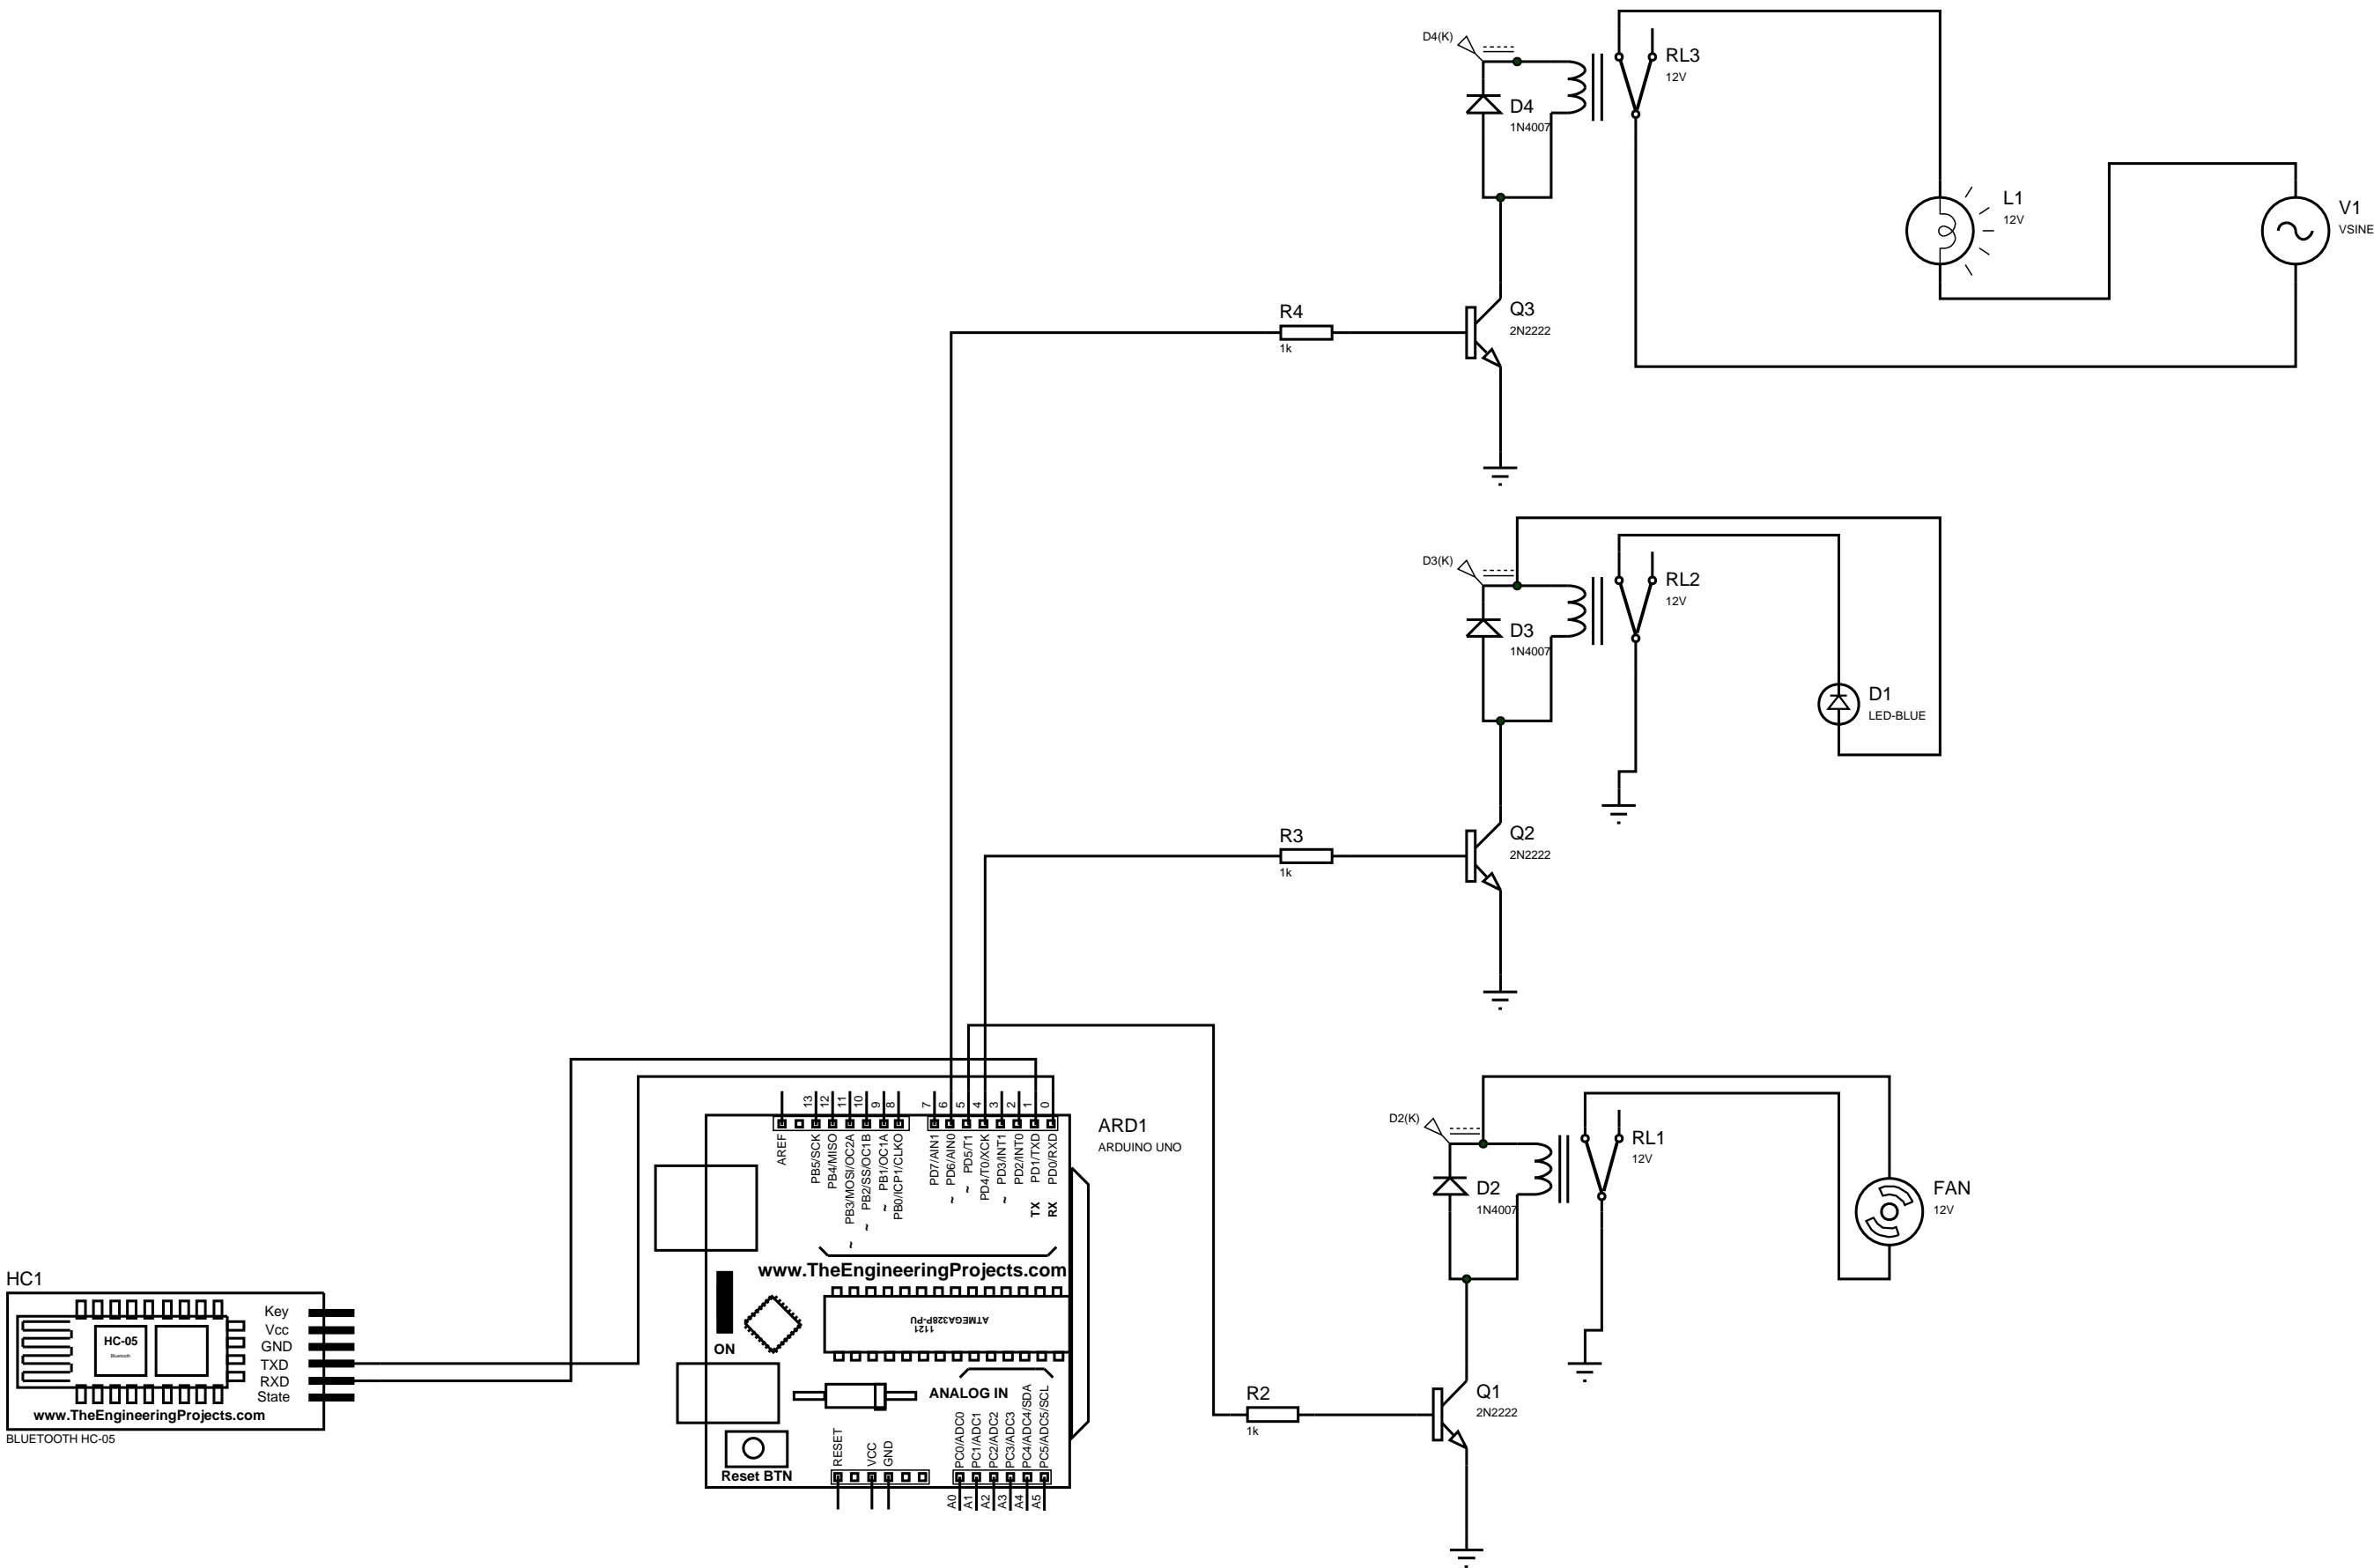 D4(K)
RL3
12V
D4
1N4007
L1
12V
V1
VSINE
R4
1k
Q3
2N2222
D3(K)
RL2
12V
D3
1N4007
D1
LED-BLUE
R3
1k
Q2
2N2222
D2(K)
RL1
12V
D2
1N4007
FAN
12V
R2
1k
Q1
2N2222
ARD1
ARDUINO UNO
13
12
11
10
9
8
7
6
5
4
3
2
1
0
AREF
PB5/SCK
PB4/MISO
PB3/MOSI/OC2A
~
PB2/SS/OC1B
~
PB1/OC1A
~
PB0/ICP1/CLKO
PD7/AIN1
PD6/AIN0
~
PD5/T1
~
PD4/T0/XCK
PD3/INT1
~
PD2/INT0
PD1/TXD
TX
PD0/RXD
RX
www.TheEngineeringProjects.com
ATMEGA328P-PU
1121
ON
ANALOG IN
Reset BTN
RESET
VCC
GND
PC0/ADC0
PC1/ADC1
PC2/ADC2
PC3/ADC3
PC4/ADC4/SDA
PC5/ADC5/SCL
A0
A1
A2
A3
A4
A5
HC1
HC-05
Bluetooth
Key
Vcc
GND
TXD
RXD
State
www.TheEngineeringProjects.com
BLUETOOTH HC-05